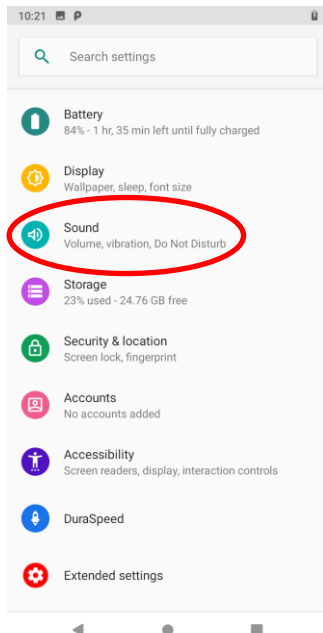 10:21
Search settings
Battery
84% - 1 hr, 35 min left until fully charged
Display
Wallpaper, sleep, font size
Sound
Volume, vibration, Do Not Disturb
Storage
23% used - 24.76 GB free
Security & location
Screen lock, fingerprint
Accounts
No accounts added
Accessibility
Screen readers, display, interaction controls
DuraSpeed
Extended settings